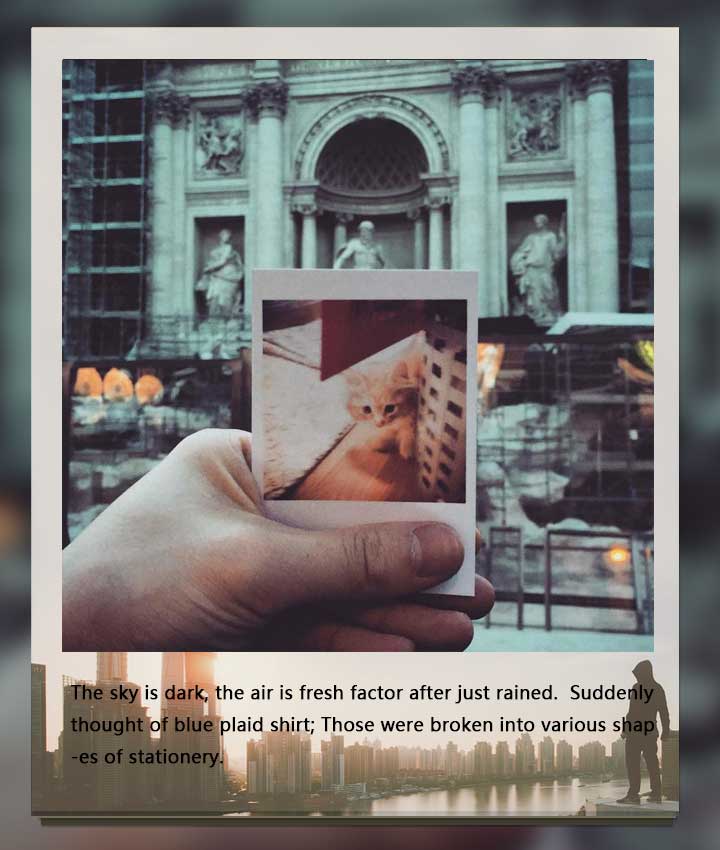 The sky is dark, the air is fresh factor after just rained.  Suddenly
thought of blue plaid shirt; Those were broken into various shap
-es of stationery.